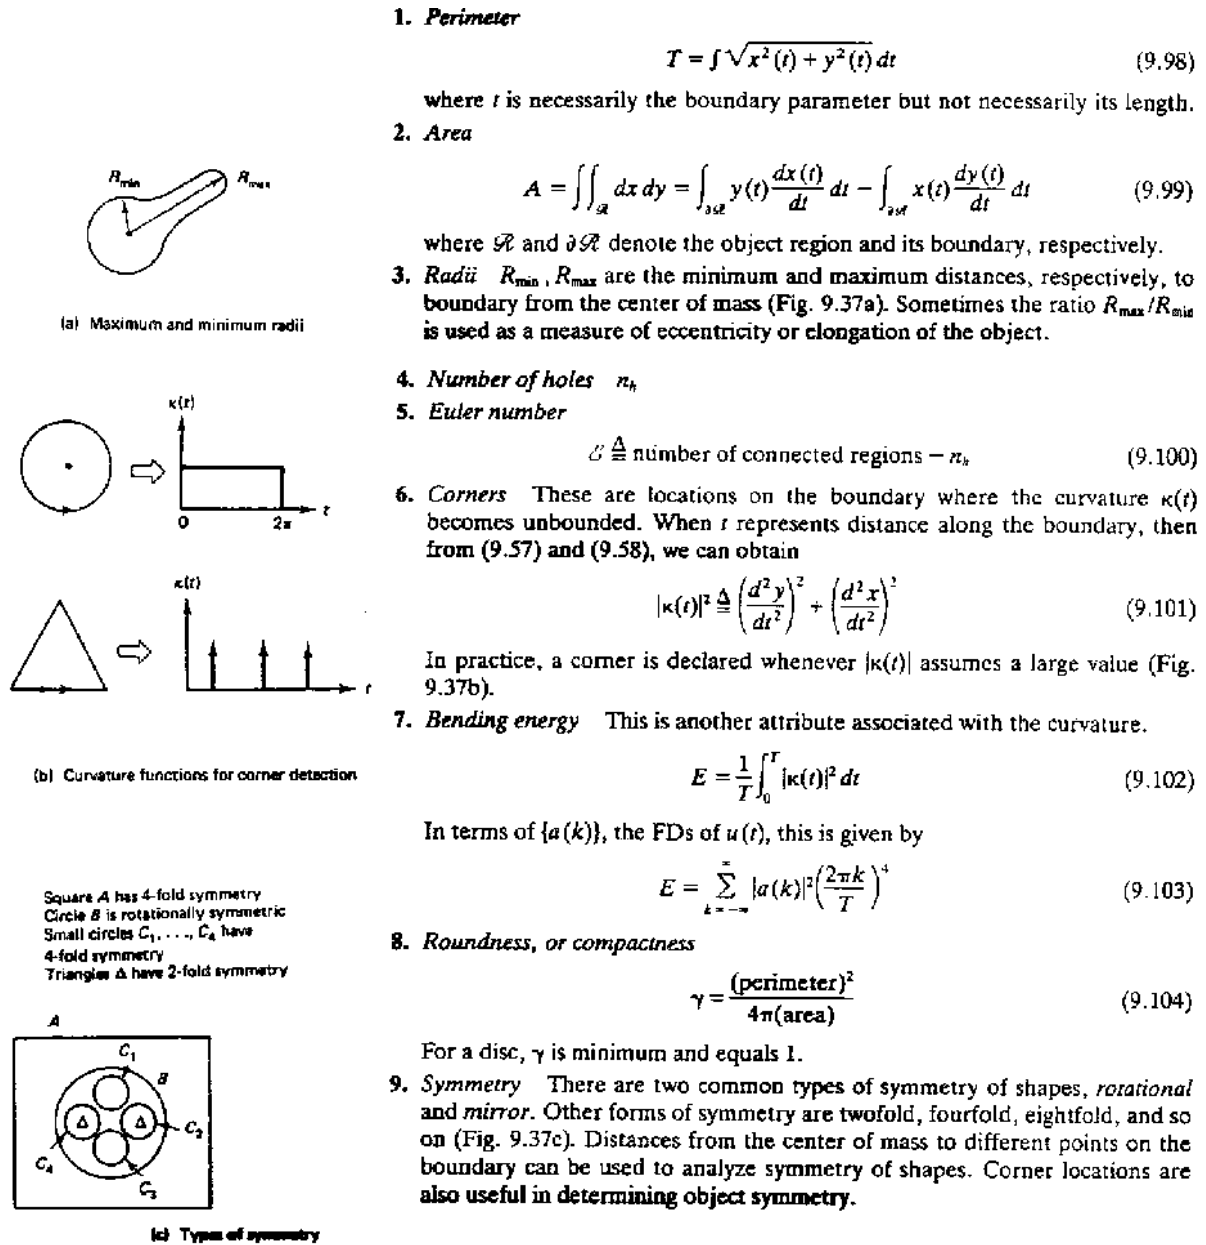 1. Perimeter
T = ∫√x²(t) + y²(t) dt (9.98)
where t is necessarily the boundary parameter but not necessarily its length.
2. Area
A = ∫∫_ℛ dx dy = ∫_∂ℛ y(t) dx(t)/dt dt − ∫_∂ℛ x(t) dy(t)/dt dt (9.99)
where ℛ and ∂ℛ denote the object region and its boundary, respectively.
3. Radii R_min, R_max are the minimum and maximum distances, respectively, to
boundary from the center of mass (Fig. 9.37a). Sometimes the ratio R_max/R_min
is used as a measure of eccentricity or elongation of the object.
4. Number of holes n_h
5. Euler number
ℰ ≜ number of connected regions − n_h (9.100)
6. Corners These are locations on the boundary where the curvature κ(t)
becomes unbounded. When t represents distance along the boundary, then
from (9.57) and (9.58), we can obtain
|κ(t)|² ≜ (d²y/dt²)² + (d²x/dt²)² (9.101)
In practice, a corner is declared whenever |κ(t)| assumes a large value (Fig.
9.37b).
7. Bending energy This is another attribute associated with the curvature.
E = 1/T ∫₀ᵀ |κ(t)|² dt (9.102)
In terms of {a(k)}, the FDs of u(t), this is given by
E = Σ_{k=−∞}^{∞} |a(k)|² (2πk/T)⁴ (9.103)
8. Roundness, or compactness
γ = (perimeter)²/4π(area) (9.104)
For a disc, γ is minimum and equals 1.
9. Symmetry There are two common types of symmetry of shapes, rotational
and mirror. Other forms of symmetry are twofold, fourfold, eightfold, and so
on (Fig. 9.37c). Distances from the center of mass to different points on the
boundary can be used to analyze symmetry of shapes. Corner locations are
also useful in determining object symmetry.
R_min
R_max
(a) Maximum and minimum radii
κ(t)
0
2π
t
κ(t)
t
(b) Curvature functions for corner detection
Square A has 4-fold symmetry
Circle B is rotationally symmetric
Small circles C₁, . . . , C₄ have
4-fold symmetry
Triangles Δ have 2-fold symmetry
A
C₁
B
Δ
Δ
C₂
C₄
C₃
(c) Types of symmetry